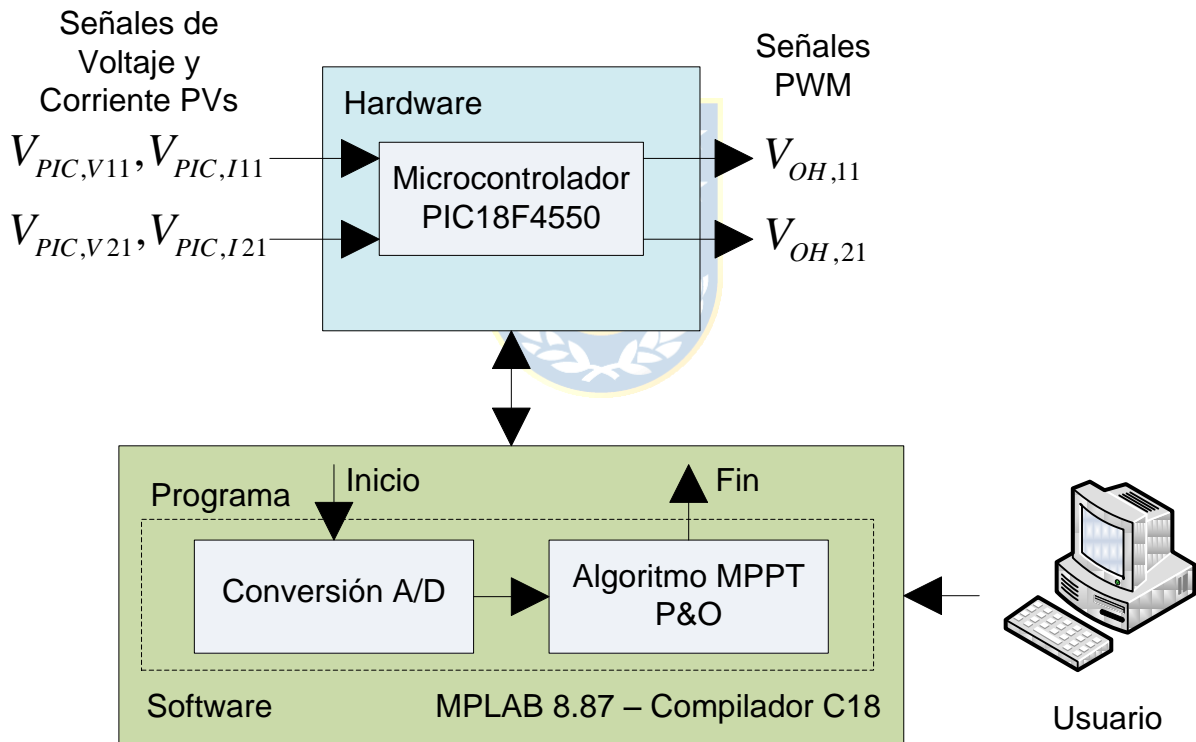 Señales de
Voltaje y
Corriente PVs
V_{PIC,V11}, V_{PIC,I11}
V_{PIC,V21}, V_{PIC,I21}
Hardware
Microcontrolador
PIC18F4550
Señales
PWM
V_{OH,11}
V_{OH,21}
Programa
Inicio
Fin
Conversión A/D
Algoritmo MPPT
P&O
Software
MPLAB 8.87 – Compilador C18
Usuario